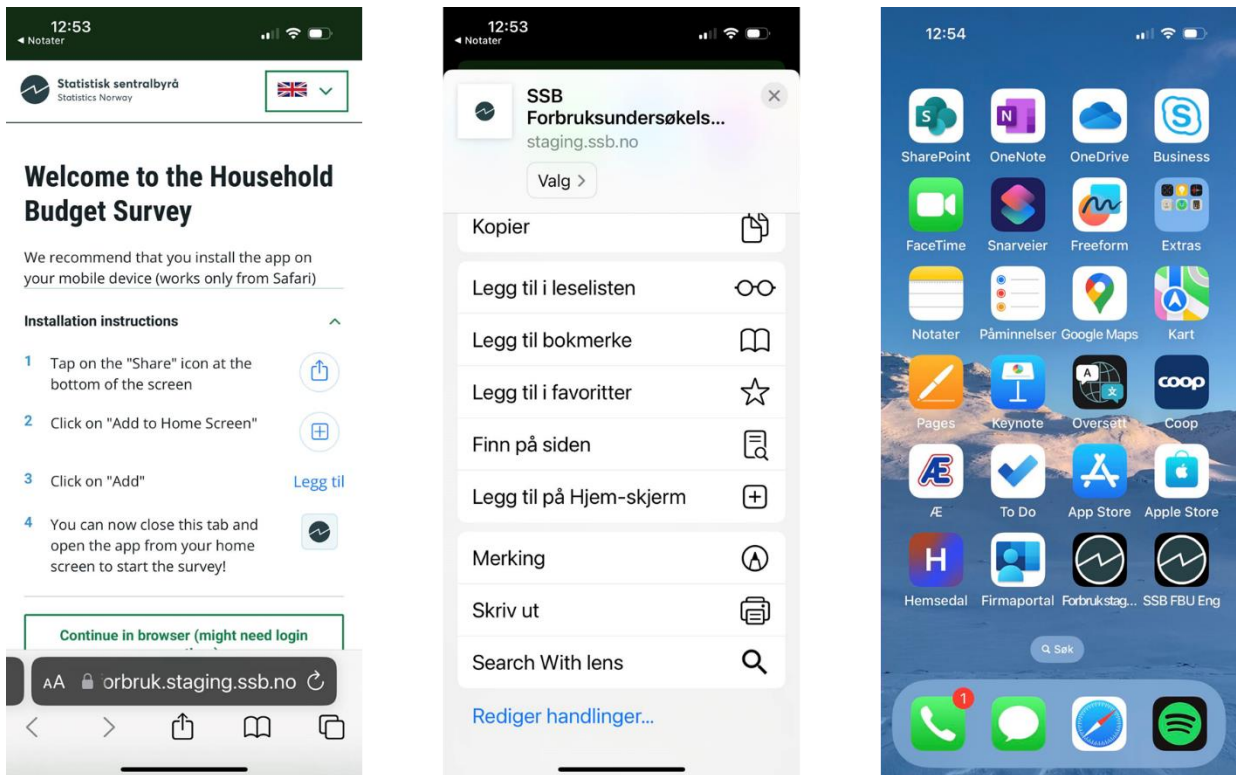 12:53
◀ Notater
Statistisk sentralbyrå
Statistics Norway
Welcome to the Household
Budget Survey
We recommend that you install the app on
your mobile device (works only from Safari)
Installation instructions
1 Tap on the "Share" icon at the
bottom of the screen
2 Click on "Add to Home Screen"
3 Click on "Add" Legg til
4 You can now close this tab and
open the app from your home
screen to start the survey!
Continue in browser (might need login
AA orbruk.staging.ssb.no
12:53
◀ Notater
SSB
Forbruksundersøkels...
staging.ssb.no
Valg >
Kopier
Legg til i leselisten
Legg til bokmerke
Legg til i favoritter
Finn på siden
Legg til på Hjem-skjerm
Merking
Skriv ut
Search With lens
Rediger handlinger...
12:54
SharePoint OneNote OneDrive Business
FaceTime Snarveier Freeform Extras
Notater Påminnelser Google Maps Kart
coop
Pages Keynote Oversett Coop
Æ
Æ To Do App Store Apple Store
H
Hemsedal Firmaportal Forbrukstag... SSB FBU Eng
Søk
1